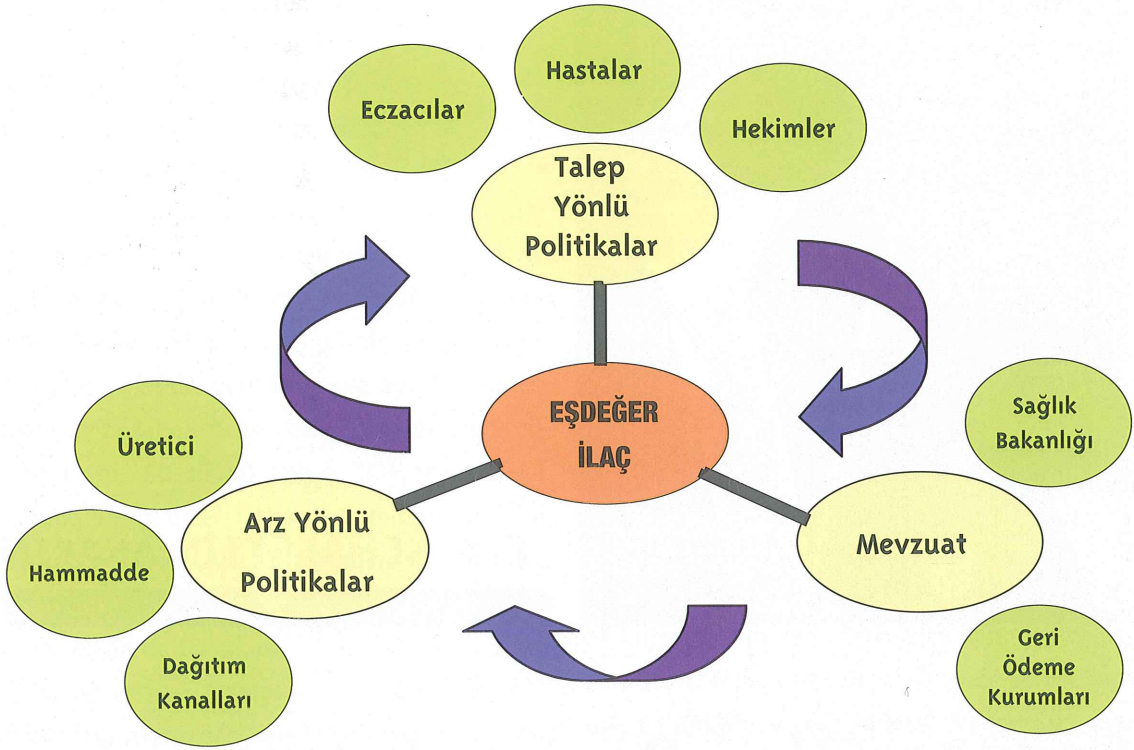 Eczacılar
Hastalar
Hekimler
Talep
Yönlü
Politikalar
EŞDEĞER
İLAÇ
Sağlık
Bakanlığı
Mevzuat
Geri
Ödeme
Kurumları
Üretici
Arz Yönlü
Politikalar
Hammadde
Dağıtım
Kanalları